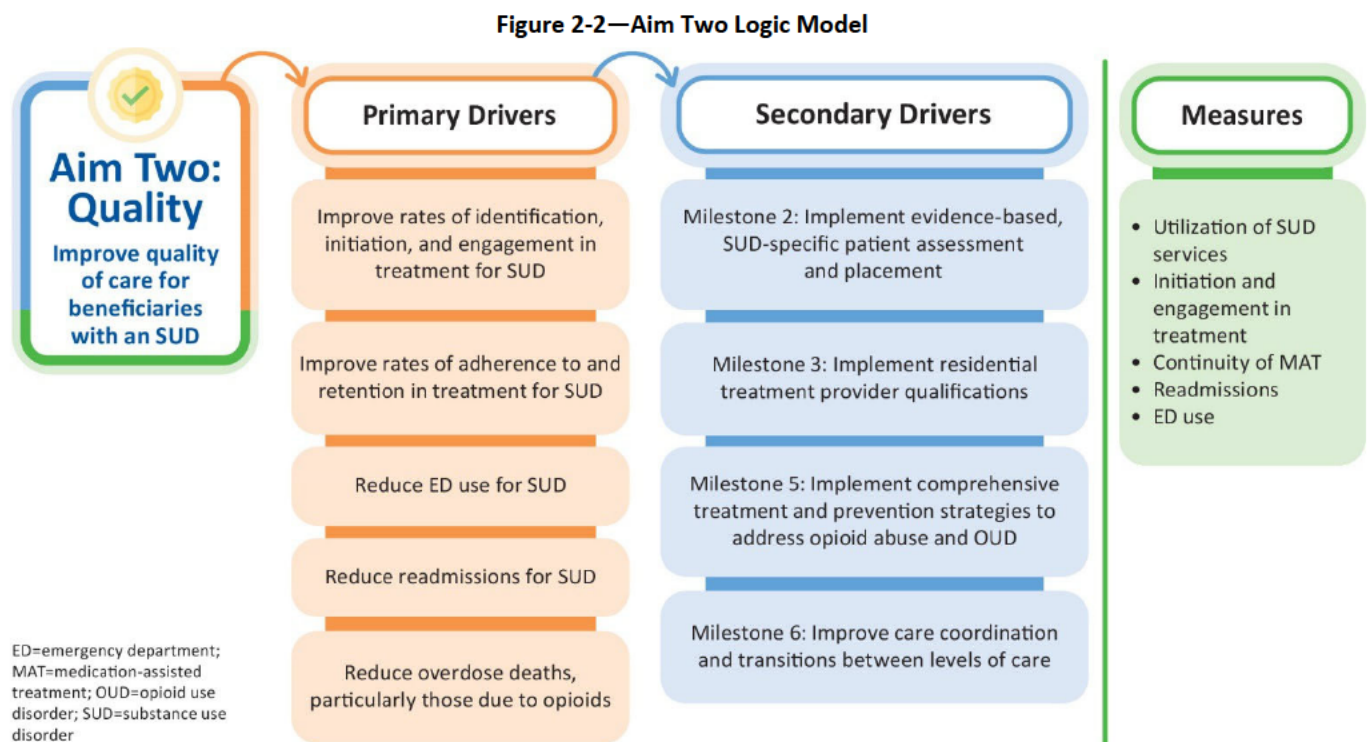 Figure 2-2—Aim Two Logic Model
Aim Two:
Quality
Improve quality
of care for
beneficiaries
with an SUD
Primary Drivers
Improve rates of identification,
initiation, and engagement in
treatment for SUD
Improve rates of adherence to and
retention in treatment for SUD
Reduce ED use for SUD
Reduce readmissions for SUD
Reduce overdose deaths,
particularly those due to opioids
Secondary Drivers
Milestone 2: Implement evidence-based,
SUD-specific patient assessment
and placement
Milestone 3: Implement residential
treatment provider qualifications
Milestone 5: Implement comprehensive
treatment and prevention strategies to
address opioid abuse and OUD
Milestone 6: Improve care coordination
and transitions between levels of care
Measures
• Utilization of SUD
services
• Initiation and
engagement in
treatment
• Continuity of MAT
• Readmissions
• ED use
ED=emergency department;
MAT=medication-assisted
treatment; OUD=opioid use
disorder; SUD=substance use
disorder